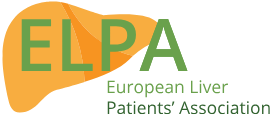 ELPA
European Liver
Patients’ Association